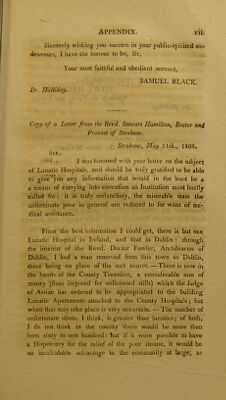 APPENDIX. vii
Sincerely wishing you success in your public-spirited en-
deavours, I have the honour to be, Sir,
Your most faithful and obedient servant,
SAMUEL BLACK.
Dr. Halliday.
Copy of a Letter from the Revd. Stewart Hamilton, Rector and
Provost of Strabane.
Strabane, May 11th., 1808.
SIR,
I was honored with your letter on the subject
of Lunatic Hospitals, and should be truly gratified to be able
to give you any information that would in the least be a
means of carrying into execution an Institution most loudly
called for: it is truly melancholy, the miserable state the
unfortunate poor in general are reduced to for want of me-
dical assistance.
From the best information I could get, there is but one
Lunatic Hospital in Ireland, and that in Dublin: through
the interest of the Revd. Doctor Fowler, Archdeacon of
Dublin, I had a man removed from this town to Dublin,
there being no place of the sort nearer. — There is now in
the hands of the County Treasurer, a considerable sum of
money (fines imposed for unlicensed stills) which the Judge
of Assize has ordered to be appropriated to the building
Lunatic Apartments attached to the County Hospitals; but
when that may take place is very uncertain. — The number of
unfortunate ideots, I think, is greater than lunatics; of both,
I do not think in the county there would be more than
from sixty to one hundred: but if it were possible to have
a Dispensary for the relief of the poor insane, it would be
an incalculable advantage to the community at large; as